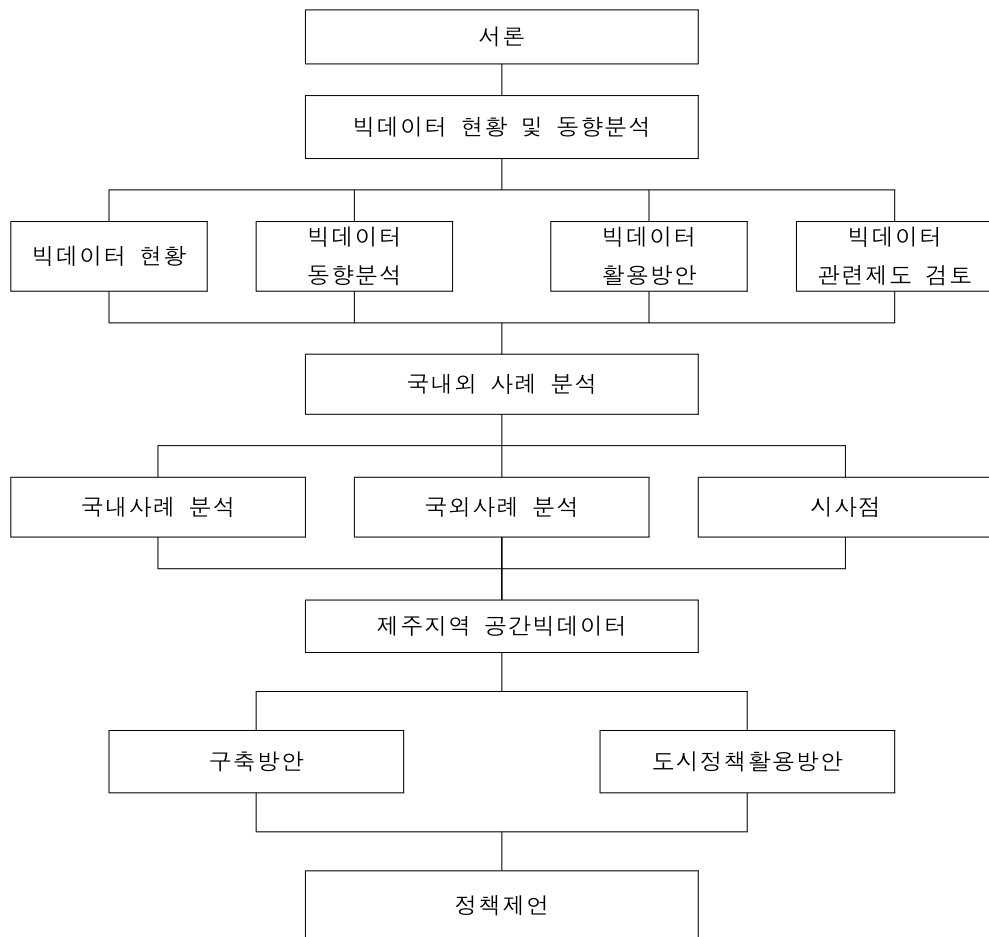 서론
빅데이터 현황 및 동향분석
빅데이터 현황
빅데이터
동향분석
빅데이터
활용방안
빅데이터
관련제도 검토
국내외 사례 분석
국내사례 분석
국외사례 분석
시사점
제주지역 공간빅데이터
구축방안
도시정책활용방안
정책제언